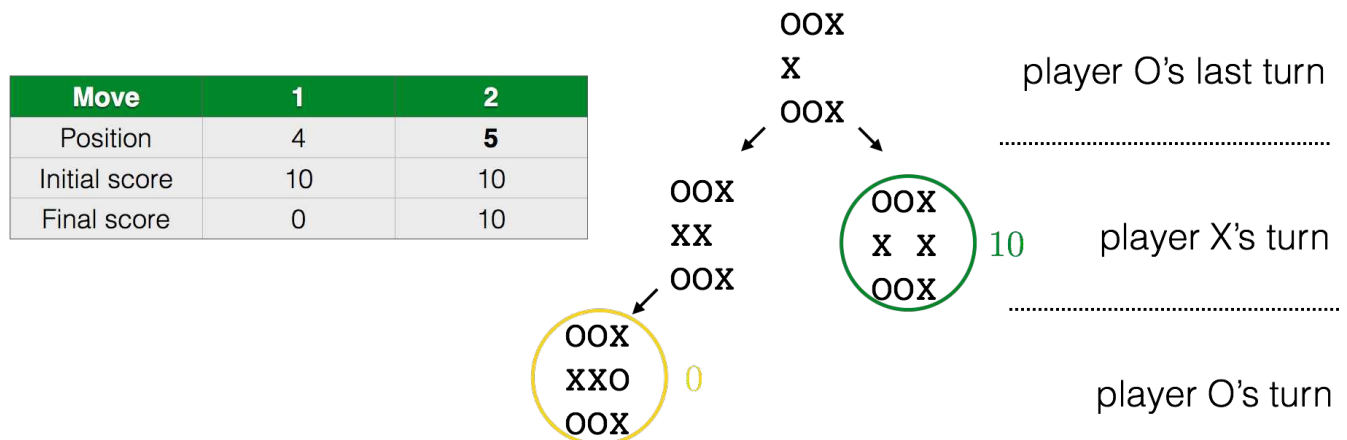 Move 1 2
Position 4 5
Initial score 10 10
Final score 0 10
OOX
X
OOX
player O's last turn
OOX
XX
OOX
OOX
X X
OOX
10
player X's turn
OOX
XXO
OOX
0
player O's turn